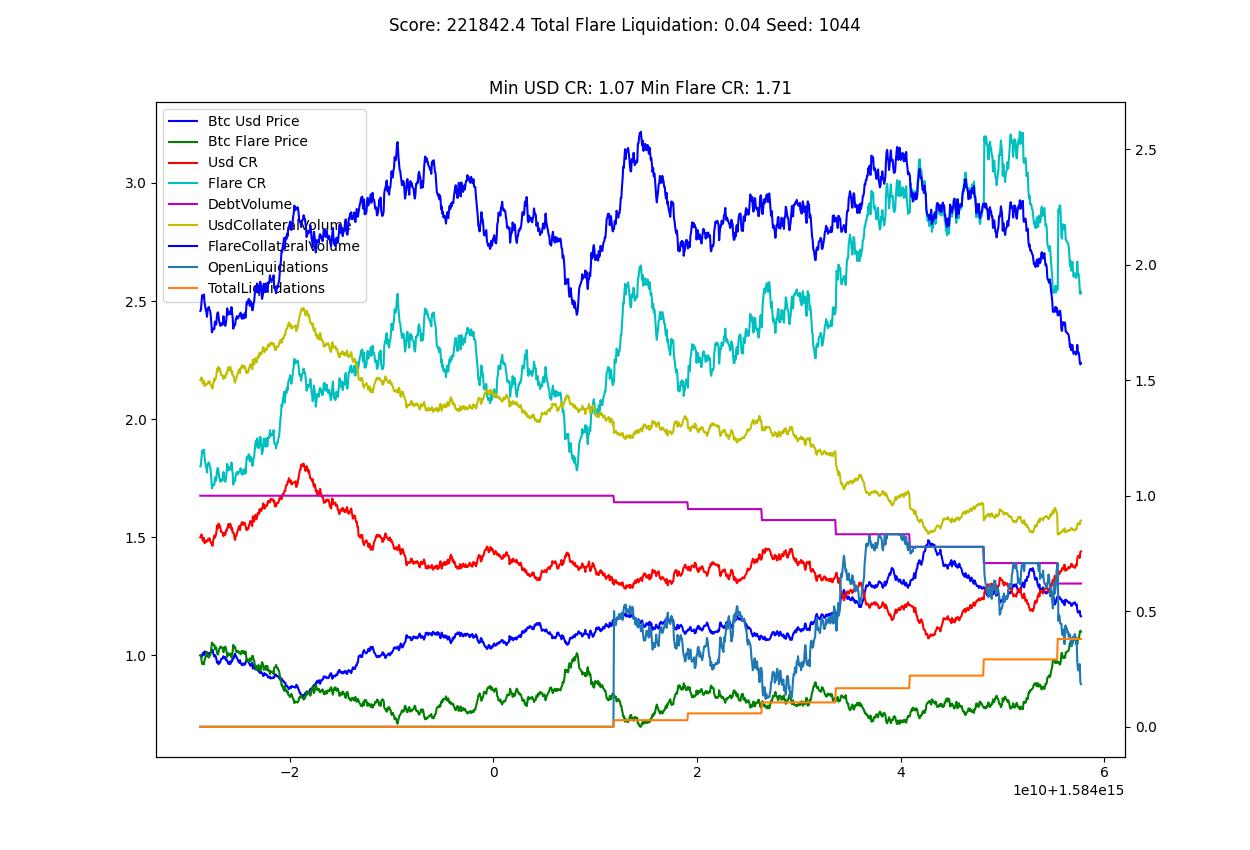 Score: 221842.4 Total Flare Liquidation: 0.04 Seed: 1044
Min USD CR: 1.07 Min Flare CR: 1.71
Btc Usd Price
Btc Flare Price
Usd CR
Flare CR
DebtVolume
UsdCollateralVolume
FlareCollateralVolume
OpenLiquidations
TotalLiquidations
3.0
2.5
2.0
1.5
1.0
2.5
2.0
1.5
1.0
0.5
0.0
−2
0
2
4
6
1e10+1.584e15